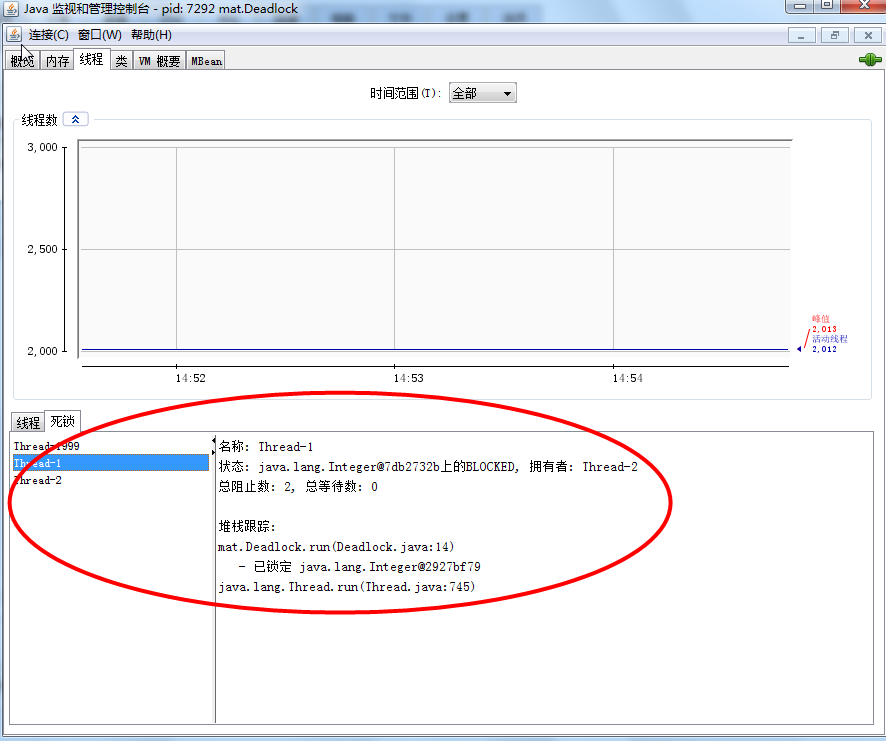 Java 监视和管理控制台 - pid: 7292 mat.Deadlock
连接(C) 窗口(W) 帮助(H)
概览 内存 线程 类 VM 概要 MBean
时间范围(T): 全部
线程数
3,000
2,500
2,000
峰值
2,013
活动线程
2,012
14:52 14:53 14:54
线程 死锁
Thread-1999
Thread-1
Thread-2
名称: Thread-1
状态: java.lang.Integer@7db2732b上的BLOCKED, 拥有者: Thread-2
总阻止数: 2, 总等待数: 0
堆栈跟踪:
mat.Deadlock.run(Deadlock.java:14)
- 已锁定 java.lang.Integer@2927bf79
java.lang.Thread.run(Thread.java:745)